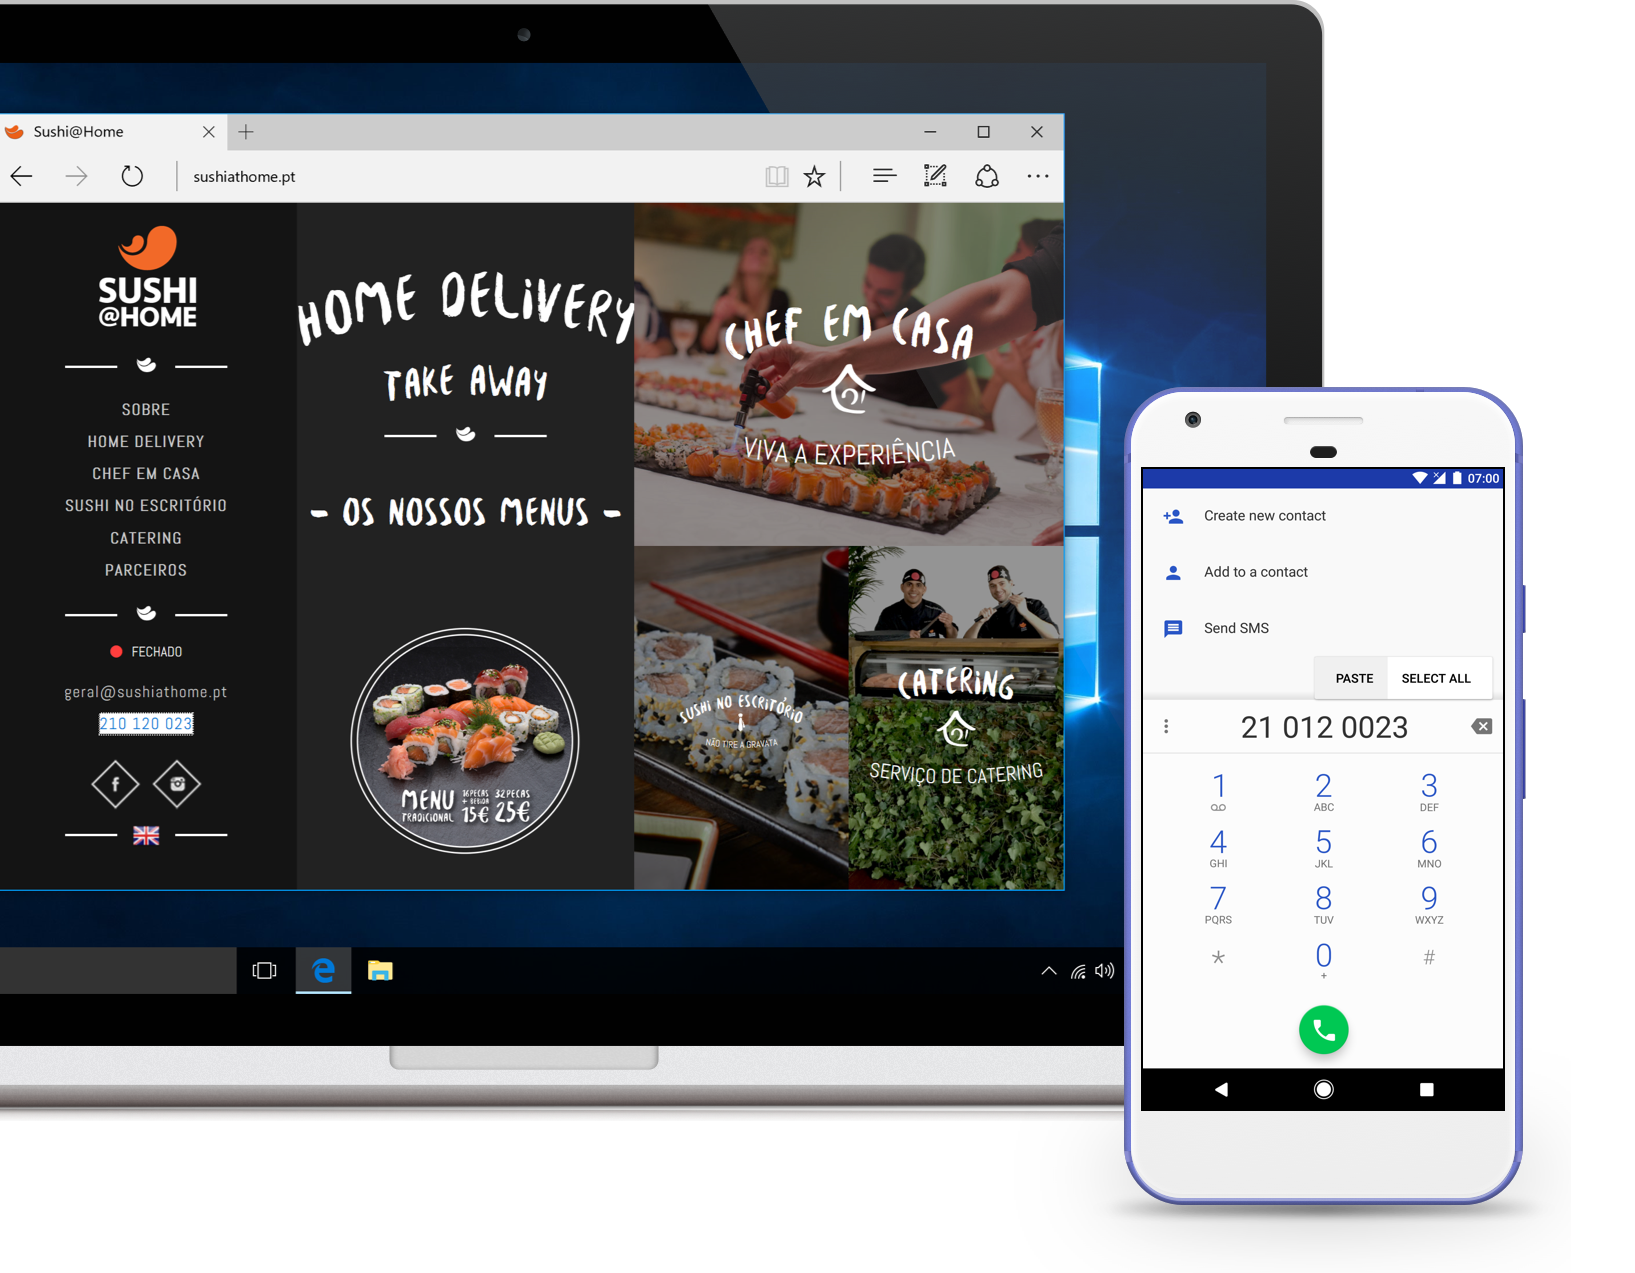 Sushi@Home
sushiathome.pt
SUSHI
@HOME
SOBRE
HOME DELIVERY
CHEF EM CASA
SUSHI NO ESCRITÓRIO
CATERING
PARCEIROS
FECHADO
geral@sushiathome.pt
210 120 023
f
HOME DELIVERY
TAKE AWAY
- OS NOSSOS MENUS -
MENU
TRADICIONAL
16 PEÇAS
+ BEBIDA
15€
32 PEÇAS
25€
CHEF EM CASA
VIVA A EXPERIÊNCIA
SUSHI NO ESCRITÓRIO
NÃO TIRE A GRAVATA
CATERING
SERVIÇO DE CATERING
07:00
Create new contact
Add to a contact
Send SMS
PASTE SELECT ALL
21 012 0023
1 2 3
ABC DEF
4 5 6
GHI JKL MNO
7 8 9
PQRS TUV WXYZ
* 0 #
+